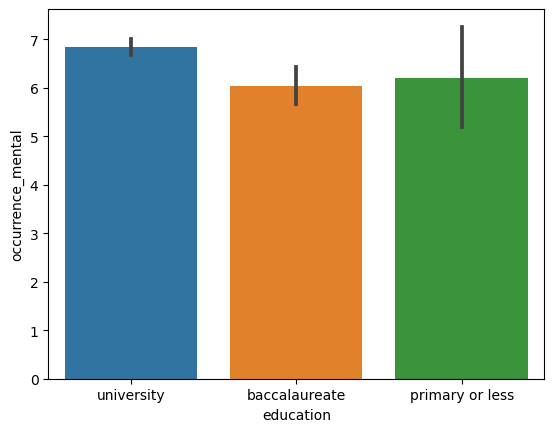 occurrence_mental
7
6
5
4
3
2
1
0
university
baccalaureate
primary or less
education